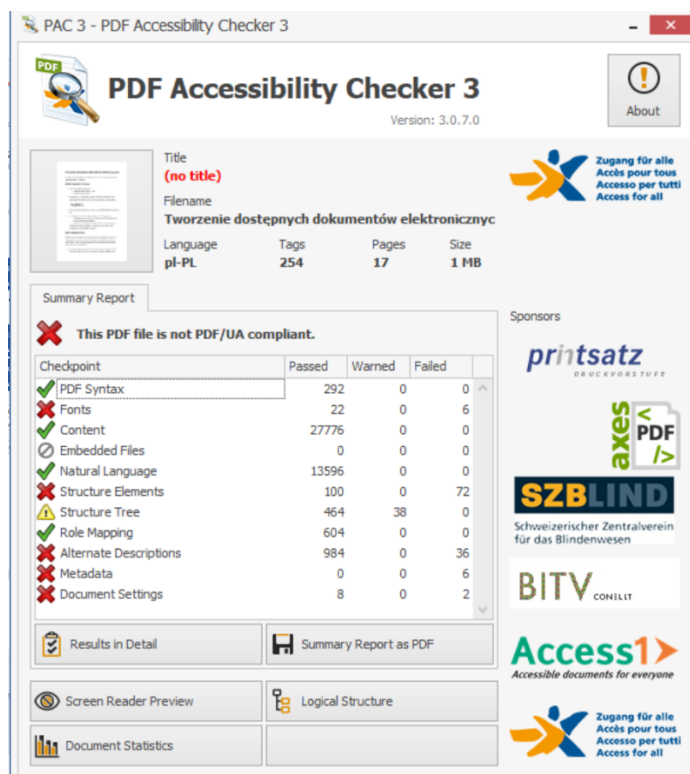 PAC 3 - PDF Accessibility Checker 3
PDF
PDF Accessibility Checker 3
Version: 3.0.7.0
About
Title
(no title)
Filename
Tworzenie dostępnych dokumentów elektronicznyc
Language Tags Pages Size
pl-PL 254 17 1 MB
Zugang für alle
Accès pour tous
Accesso per tutti
Access for all
Summary Report
This PDF file is not PDF/UA compliant.
Checkpoint Passed Warned Failed
PDF Syntax 292 0 0
Fonts 22 0 6
Content 27776 0 0
Embedded Files 0 0 0
Natural Language 13596 0 0
Structure Elements 100 0 72
Structure Tree 464 38 0
Role Mapping 604 0 0
Alternate Descriptions 984 0 36
Metadata 0 0 6
Document Settings 8 0 2
Results in Detail
Summary Report as PDF
Screen Reader Preview
Logical Structure
Document Statistics
Sponsors
printsatz
DRUCKVORSTUFE
axes
< PDF />
SZBLIND
Schweizerischer Zentralverein
für das Blindenwesen
BITV
CONSULT
Access1
Accessible documents for everyone
Zugang für alle
Accès pour tous
Accesso per tutti
Access for all